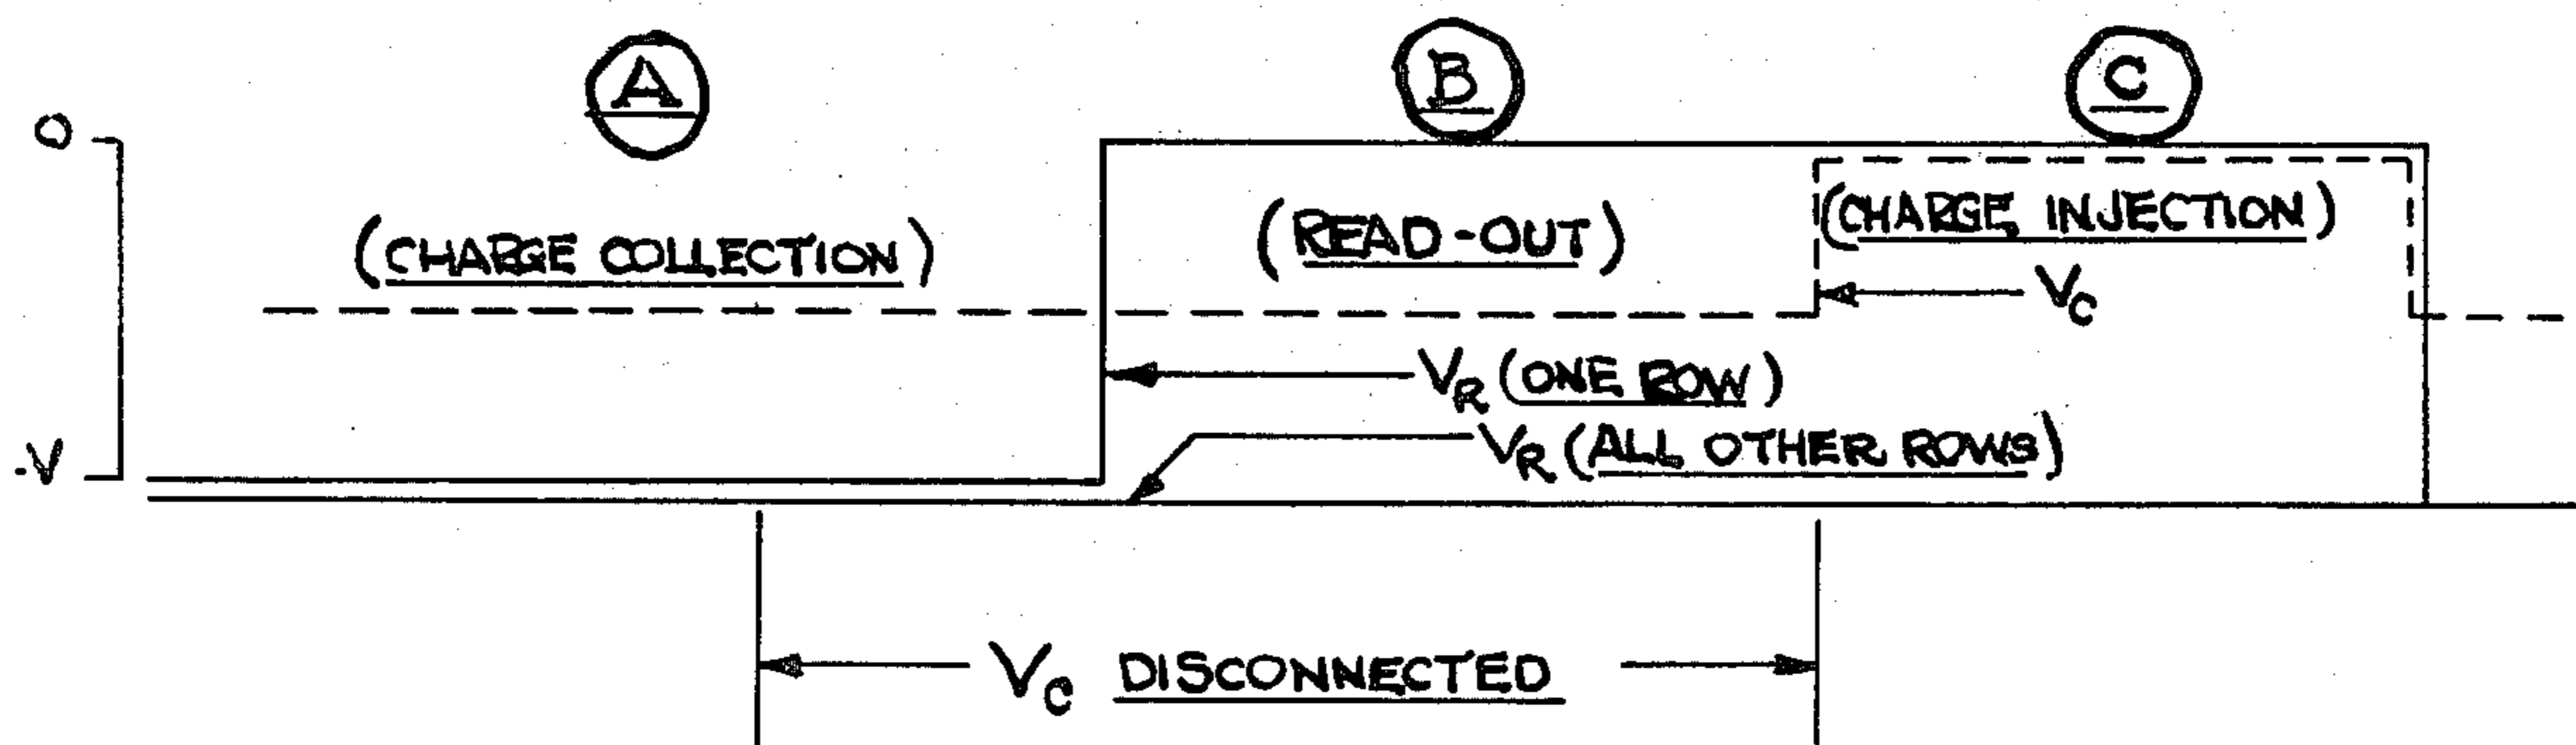 A
B
C
0
(CHARGE COLLECTION)
(READ-OUT)
(CHARGE INJECTION)
VC
VR (ONE ROW)
VR (ALL OTHER ROWS)
-V
VC DISCONNECTED